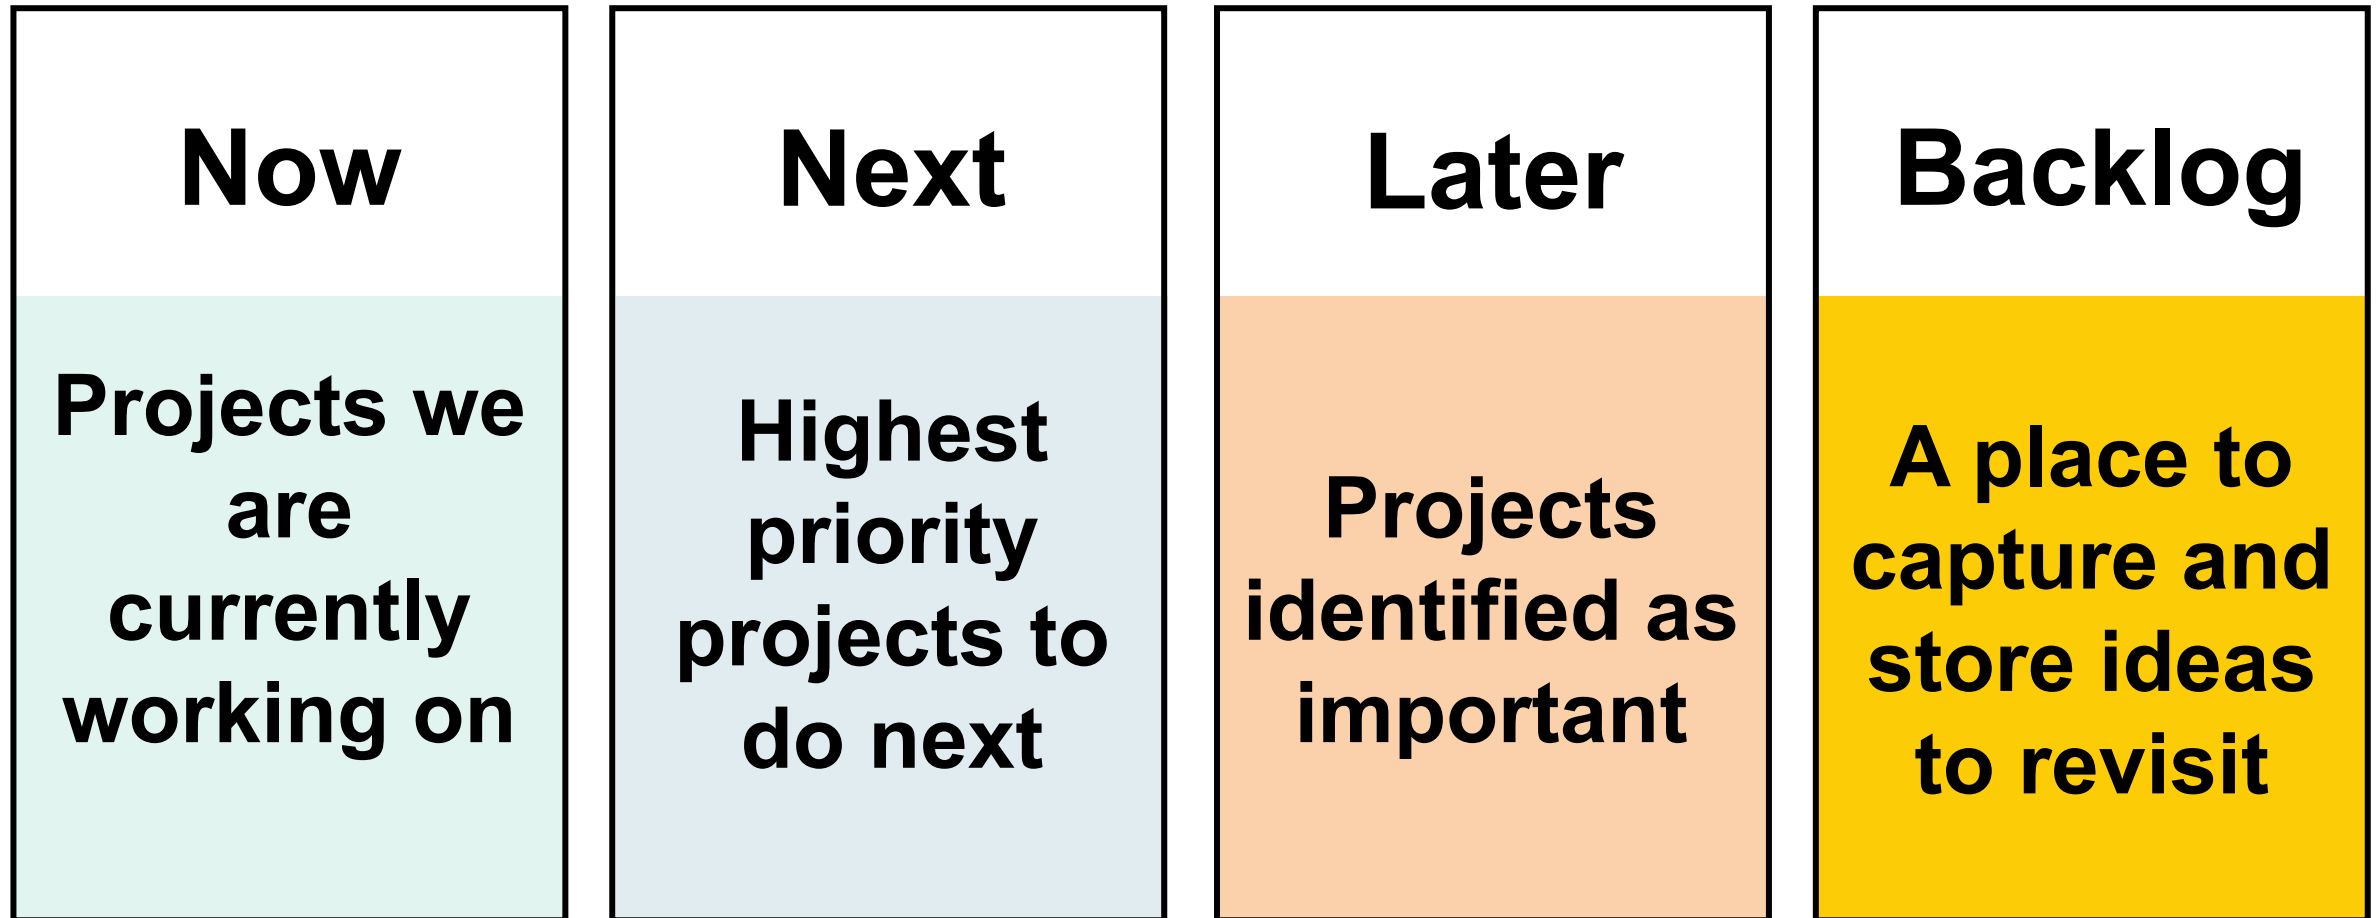 Now
Projects we
are
currently
working on
Next
Highest
priority
projects to
do next
Later
Projects
identified as
important
Backlog
A place to
capture and
store ideas
to revisit